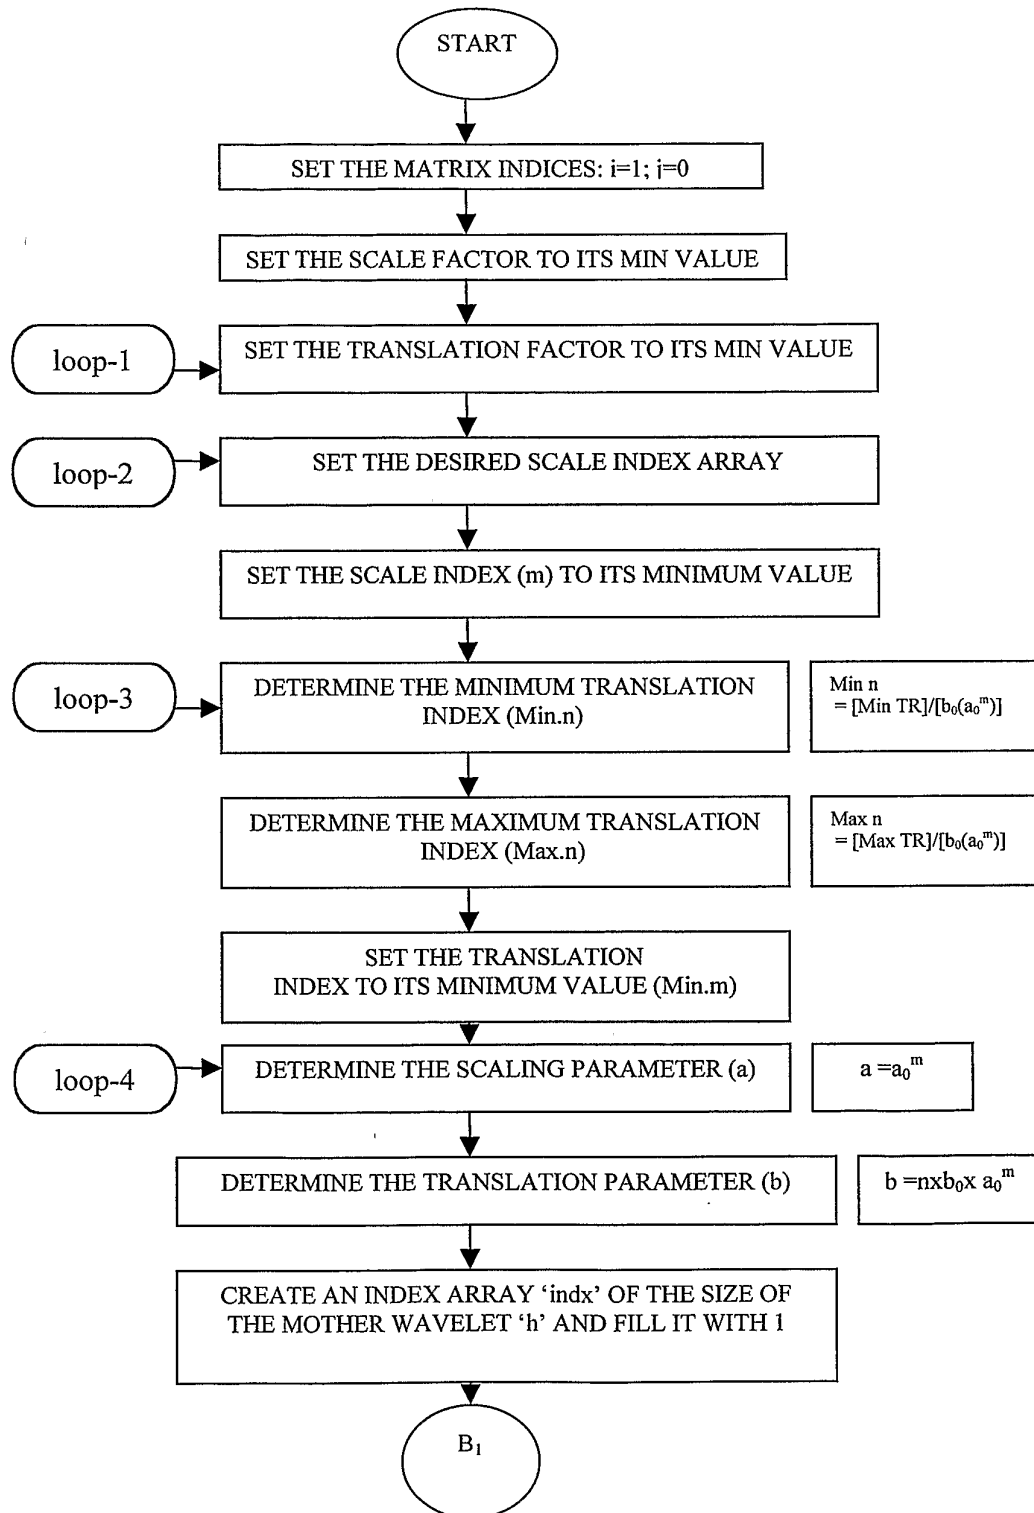 START
SET THE MATRIX INDICES: i=1; j=0
SET THE SCALE FACTOR TO ITS MIN VALUE
loop-1
SET THE TRANSLATION FACTOR TO ITS MIN VALUE
loop-2
SET THE DESIRED SCALE INDEX ARRAY
SET THE SCALE INDEX (m) TO ITS MINIMUM VALUE
loop-3
DETERMINE THE MINIMUM TRANSLATION
INDEX (Min.n)
Min n
= [Min TR]/[b₀(a₀ᵐ)]
DETERMINE THE MAXIMUM TRANSLATION
INDEX (Max.n)
Max n
= [Max TR]/[b₀(a₀ᵐ)]
SET THE TRANSLATION
INDEX TO ITS MINIMUM VALUE (Min.m)
loop-4
DETERMINE THE SCALING PARAMETER (a)
a =a₀ᵐ
DETERMINE THE TRANSLATION PARAMETER (b)
b =nxb₀x a₀ᵐ
CREATE AN INDEX ARRAY ‘indx’ OF THE SIZE OF
THE MOTHER WAVELET ‘h’ AND FILL IT WITH 1
B₁